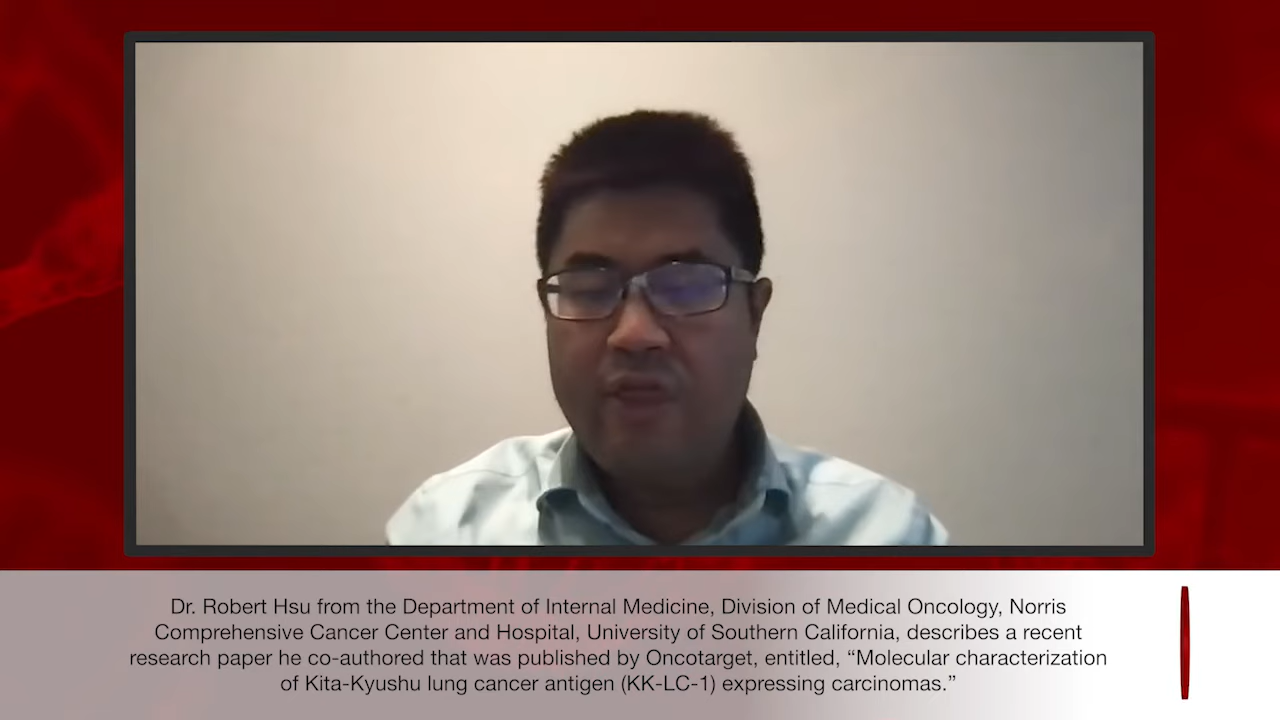 Dr. Robert Hsu from the Department of Internal Medicine, Division of Medical Oncology, Norris
Comprehensive Cancer Center and Hospital, University of Southern California, describes a recent
research paper he co-authored that was published by Oncotarget, entitled, “Molecular characterization
of Kita-Kyushu lung cancer antigen (KK-LC-1) expressing carcinomas.”